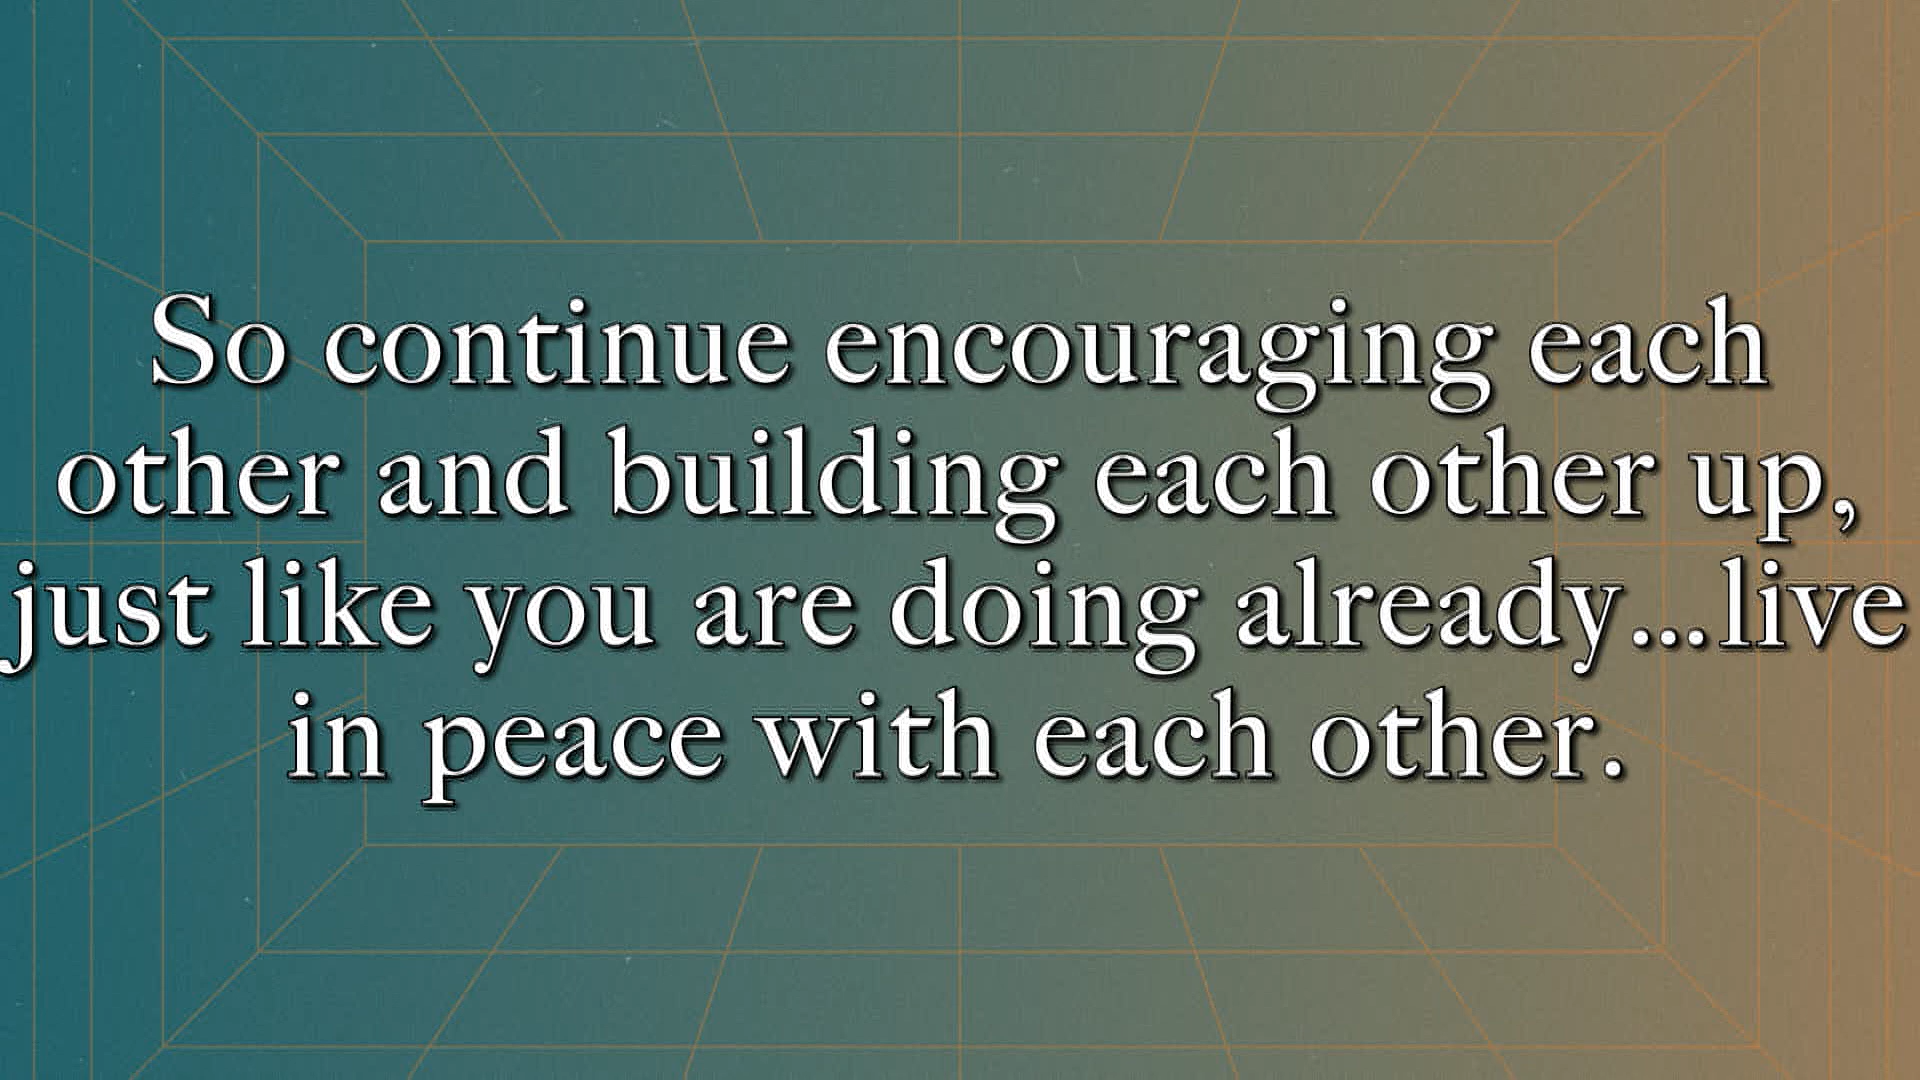 So continue encouraging each
other and building each other up,
just like you are doing already...live
in peace with each other.